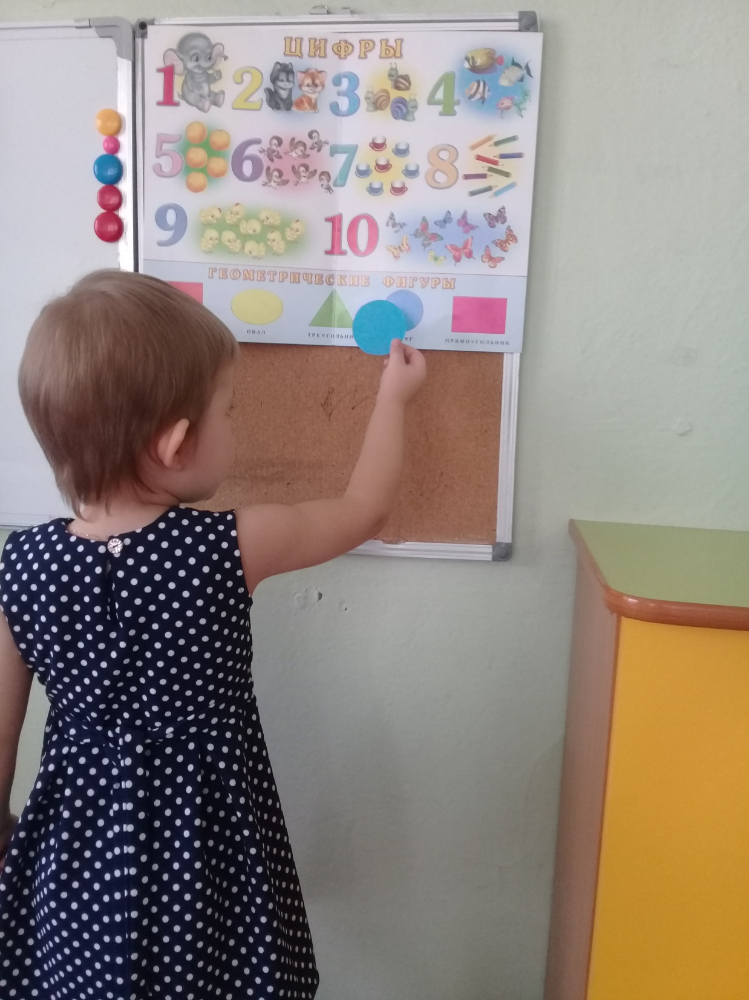 ЦИФРЫ
1 2 3 4
5 6 7 8
9 10
ГЕОМЕТРИЧЕСКИЕ ФИГУРЫ
ОВАЛ ПРЯМОУГОЛЬНИК